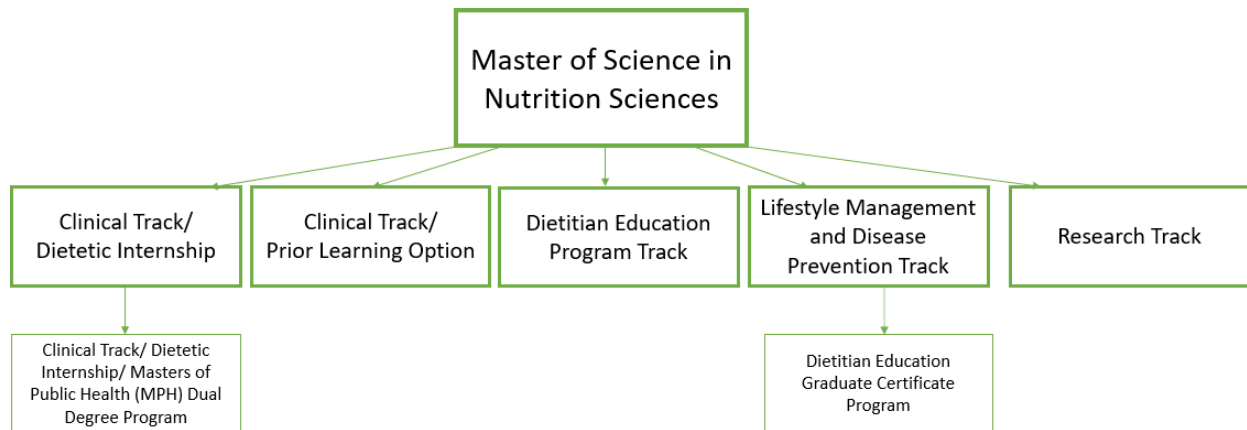 Master of Science in
Nutrition Sciences
Clinical Track/
Dietetic Internship
Clinical Track/
Prior Learning Option
Dietitian Education
Program Track
Lifestyle Management
and Disease
Prevention Track
Research Track
Clinical Track/ Dietetic
Internship/ Masters of
Public Health (MPH) Dual
Degree Program
Dietitian Education
Graduate Certificate
Program